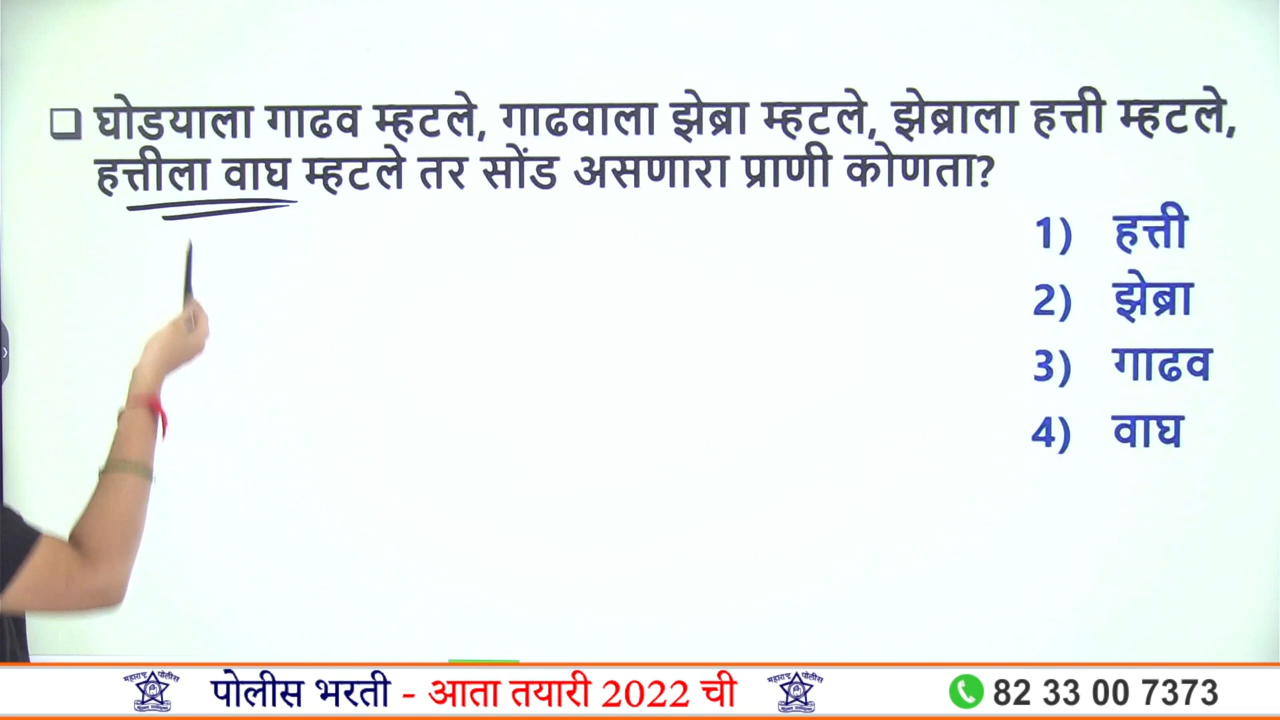 ❑ घोडयाला गाढव म्हटले, गाढवाला झेब्रा म्हटले, झेब्राला हत्ती म्हटले,
हत्तीला वाघ म्हटले तर सोंड असणारा प्राणी कोणता?
1) हत्ती
2) झेब्रा
3) गाढव
4) वाघ
पोलीस भरती - आता तयारी 2022 ची
82 33 00 7373